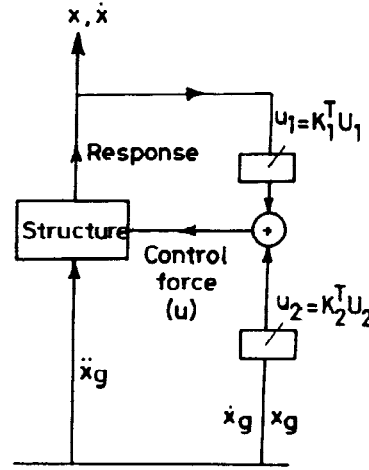 x, ẋ
u₁=K₁ᵀU₁
Response
+
Structure
Control
force
(u)
u₂=K₂ᵀU₂
ẍg
ẋg xg